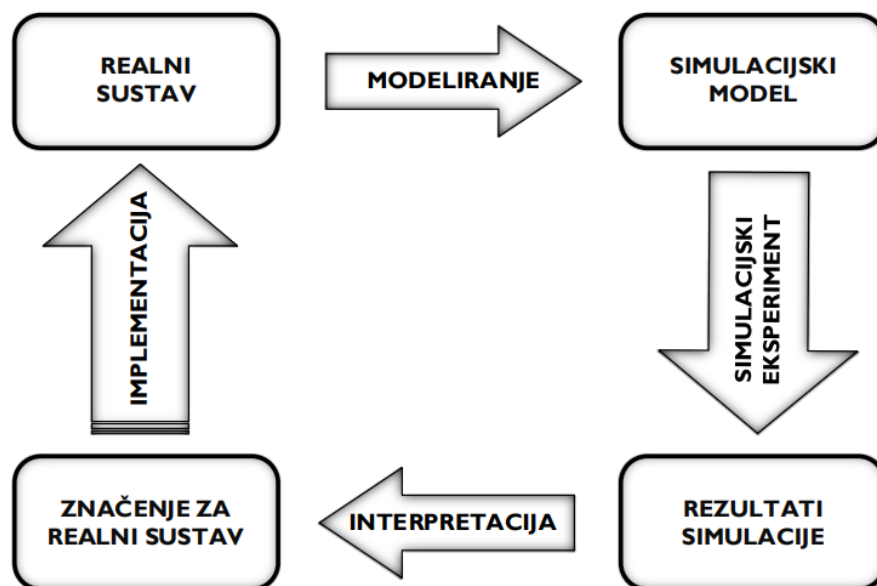 REALNI
SUSTAV
MODELIRANJE
SIMULACIJSKI
MODEL
IMPLEMENTACIJA
SIMULACIJSKI
EKSPERIMENT
ZNAČENJE ZA
REALNI SUSTAV
INTERPRETACIJA
REZULTATI
SIMULACIJE